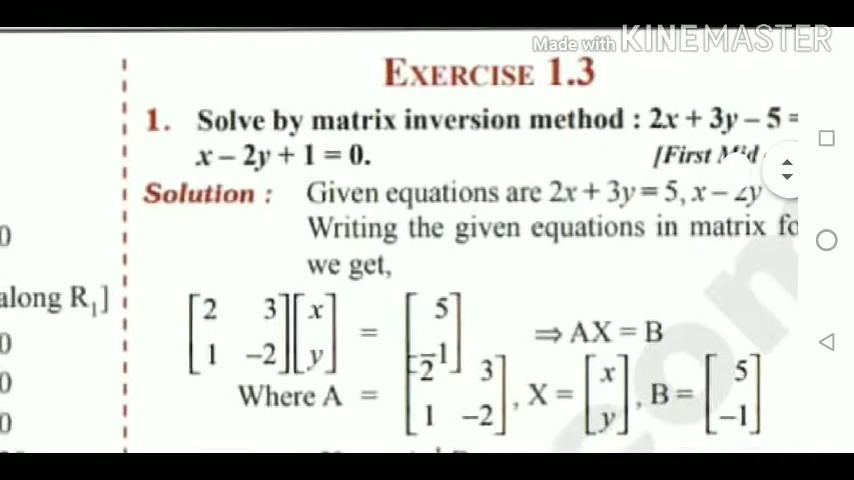 Made with KINEMASTER
EXERCISE 1.3
1. Solve by matrix inversion method : 2x + 3y – 5 =
x – 2y + 1 = 0. [First
Solution : Given equations are 2x + 3y = 5, x –
0
Writing the given equations in matrix
we get,
along R₁]
[2 3] [x] = [5]
[1 –2] [y] [–1] ⇒ AX = B
0
Where A = [2 3], X = [x], B = [5]
0
[1 –2] [y] [–1]
0